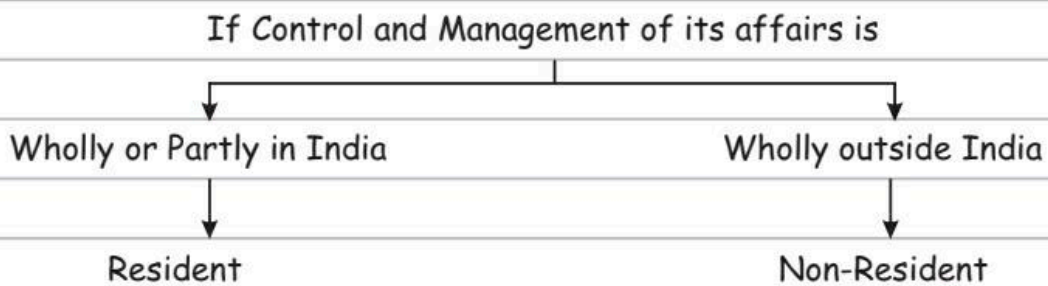 If Control and Management of its affairs is
Wholly or Partly in India
Wholly outside India
Resident
Non-Resident